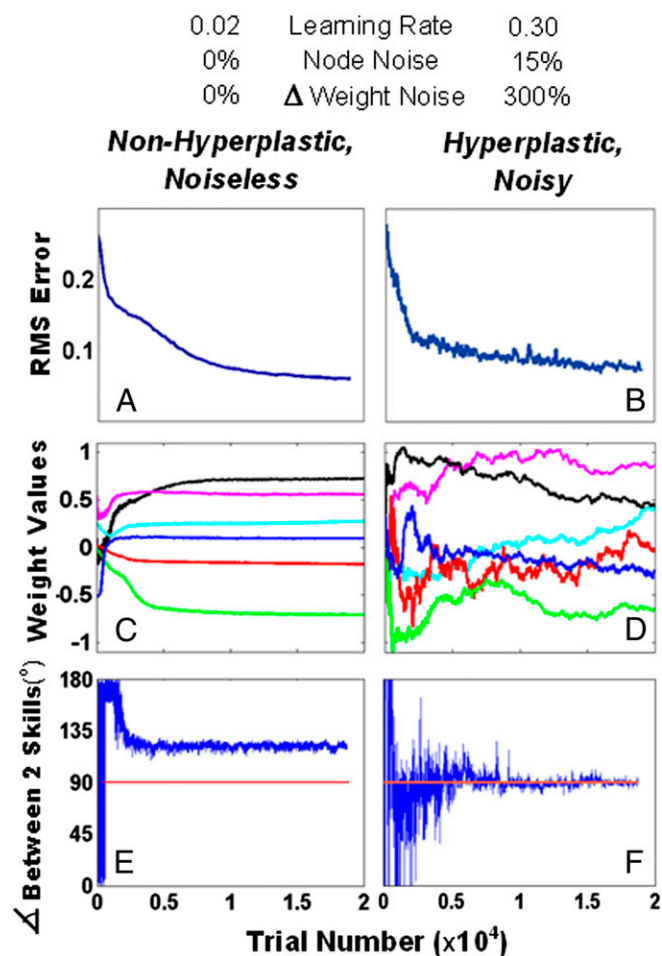 0.02 Learning Rate 0.30
0% Node Noise 15%
0% Δ Weight Noise 300%
Non-Hyperplastic, Noiseless
Hyperplastic, Noisy
RMS Error
0.2
0.1
A
B
Weight Values
1
0.5
0
-0.5
-1
C
D
∡ Between 2 Skills(°)
180
135
90
45
0
E
F
0 0.5 1 1.5 2
0.5 1 1.5 2
Trial Number (x10⁴)